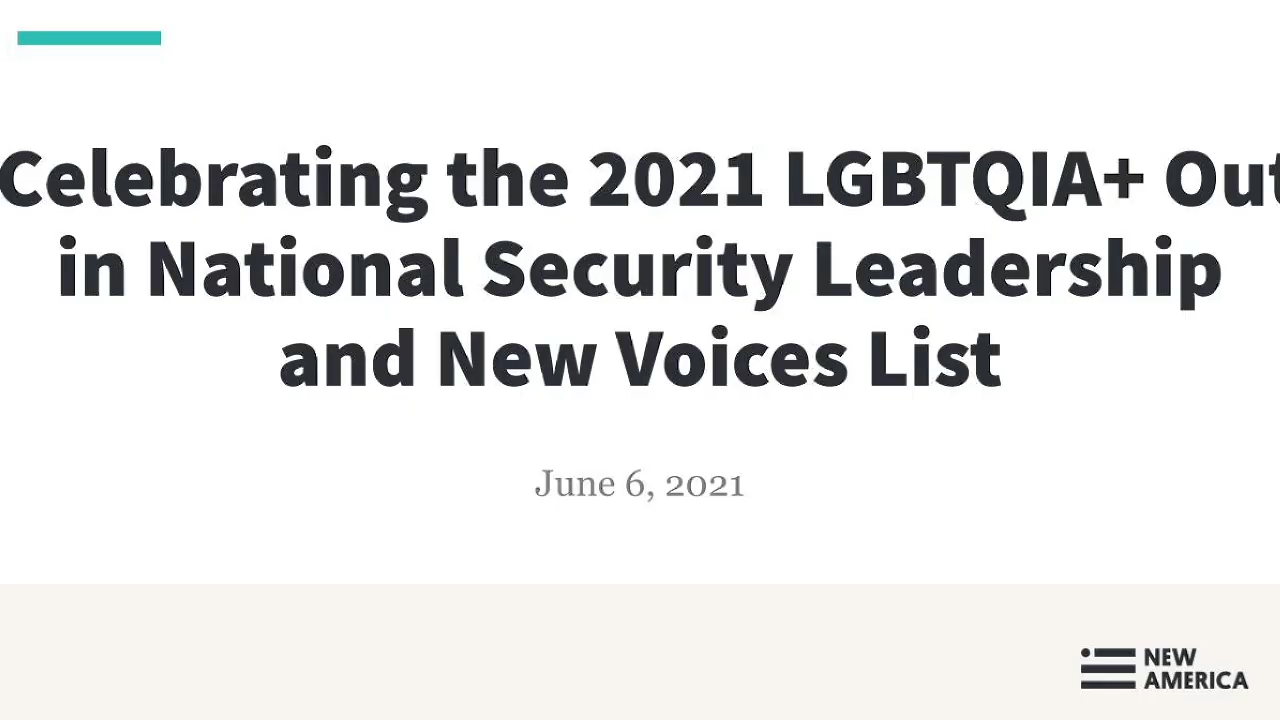 Celebrating the 2021 LGBTQIA+ Out
in National Security Leadership
and New Voices List
June 6, 2021
NEW
AMERICA